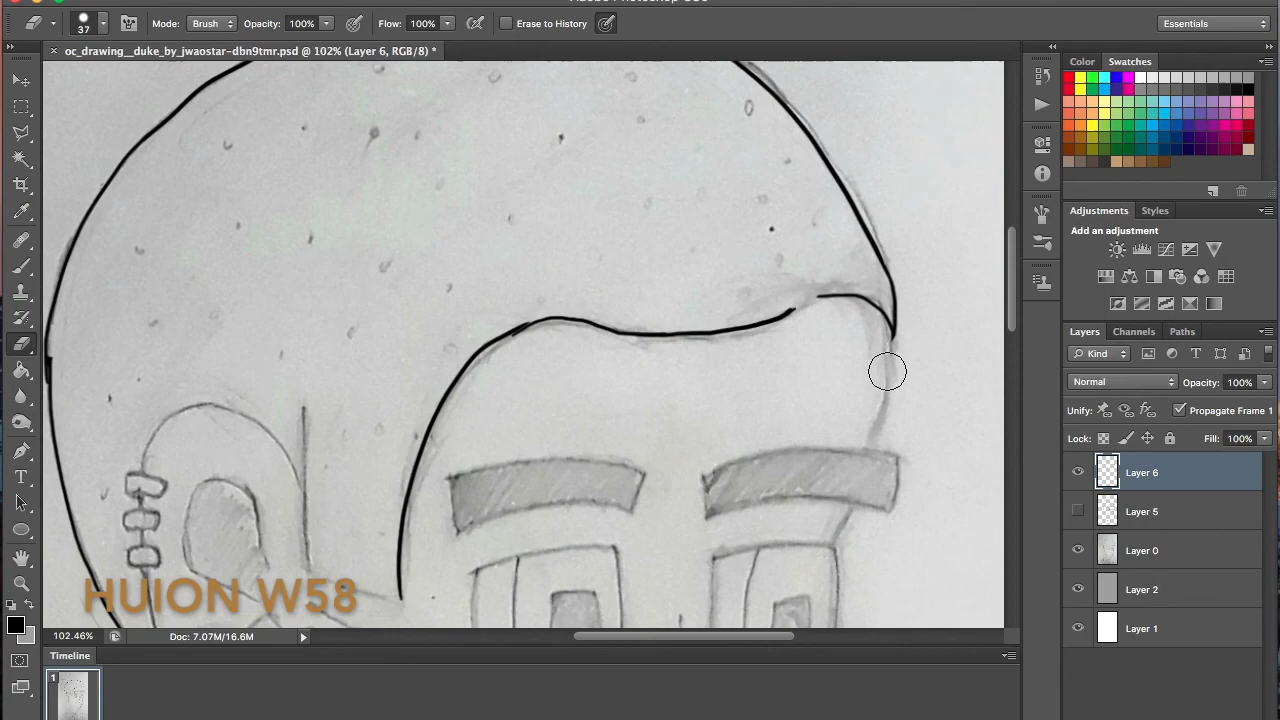 37 Mode: Brush Opacity: 100% Flow: 100% Erase to History Essentials
oc_drawing__duke_by_jwaostar-dbn9tmr.psd @ 102% (Layer 6, RGB/8) *
Color Swatches
Adjustments Styles
Add an adjustment
Layers Channels Paths
Kind
Normal Opacity: 100%
Unify: Propagate Frame 1
Lock: Fill: 100%
Layer 6
Layer 5
Layer 0
Layer 2
Layer 1
HUION W58
102.46% Doc: 7.07M/16.6M
Timeline
1